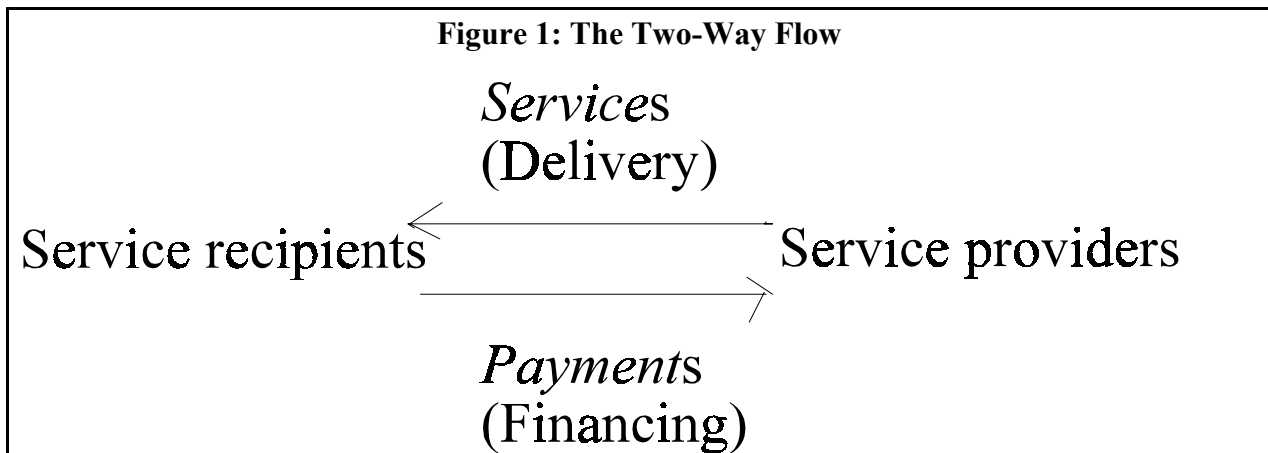 Figure 1: The Two-Way Flow
Services
(Delivery)
Service recipients
Service providers
Payments
(Financing)